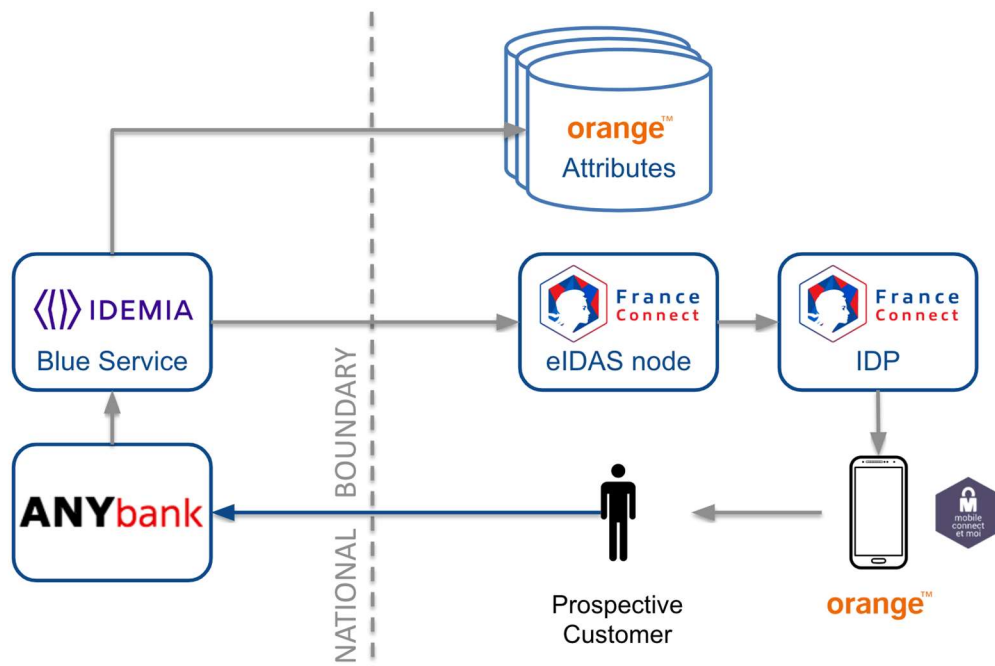 orange™
Attributes
IDEMIA
Blue Service
France
Connect
eIDAS node
France
Connect
IDP
NATIONAL BOUNDARY
ANYbank
mobile
connect
et moi
Prospective
Customer
orange™